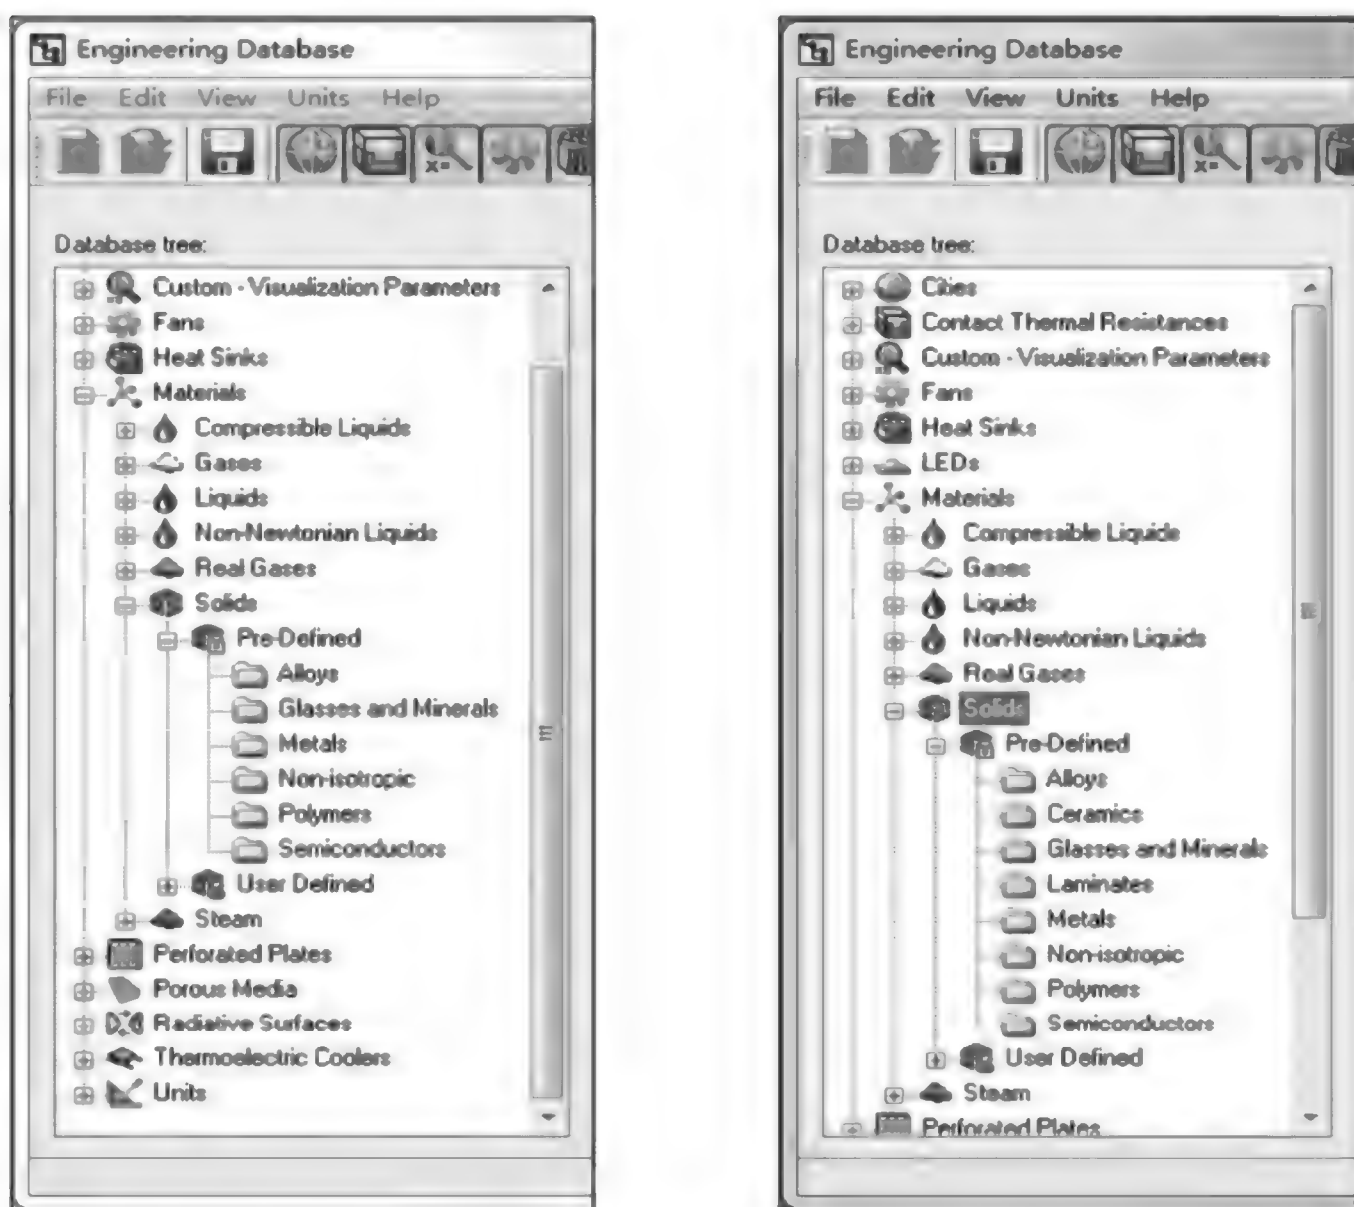 Engineering Database
File Edit View Units Help
Database tree:
Custom - Visualization Parameters
Fans
Heat Sinks
Materials
Compressible Liquids
Gases
Liquids
Non-Newtonian Liquids
Real Gases
Solids
Pre-Defined
Alloys
Glasses and Minerals
Metals
Non-isotropic
Polymers
Semiconductors
User Defined
Steam
Perforated Plates
Porous Media
Radiative Surfaces
Thermoelectric Coolers
Units
Engineering Database
File Edit View Units Help
Database tree:
Cities
Contact Thermal Resistances
Custom - Visualization Parameters
Fans
Heat Sinks
LEDs
Materials
Compressible Liquids
Gases
Liquids
Non-Newtonian Liquids
Real Gases
Solids
Pre-Defined
Alloys
Ceramics
Glasses and Minerals
Laminates
Metals
Non-isotropic
Polymers
Semiconductors
User Defined
Steam
Perforated Plates